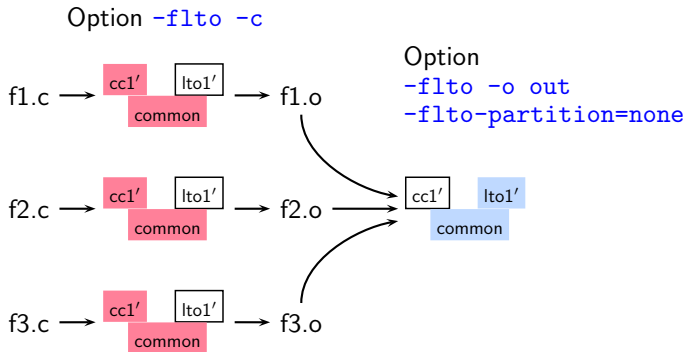 Option -flto -c
Option
-flto -o out
-flto-partition=none
f1.c
cc1′
lto1′
common
f1.o
f2.c
cc1′
lto1′
common
f2.o
cc1′
lto1′
common
f3.c
cc1′
lto1′
common
f3.o